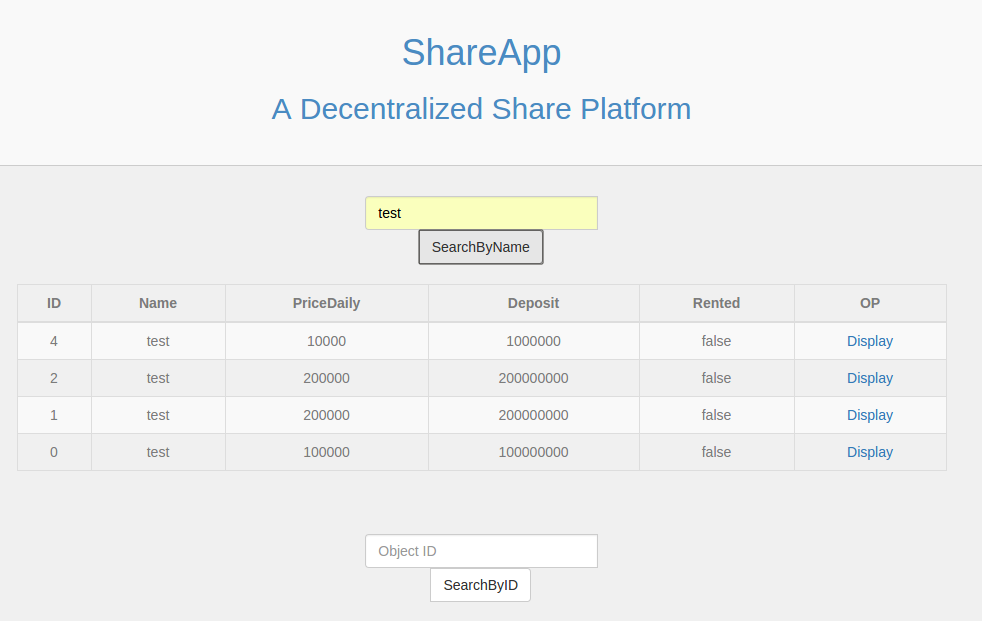 ShareApp
A Decentralized Share Platform
test
SearchByName
ID Name PriceDaily Deposit Rented OP
4 test 10000 1000000 false Display
2 test 200000 200000000 false Display
1 test 200000 200000000 false Display
0 test 100000 100000000 false Display
Object ID
SearchByID